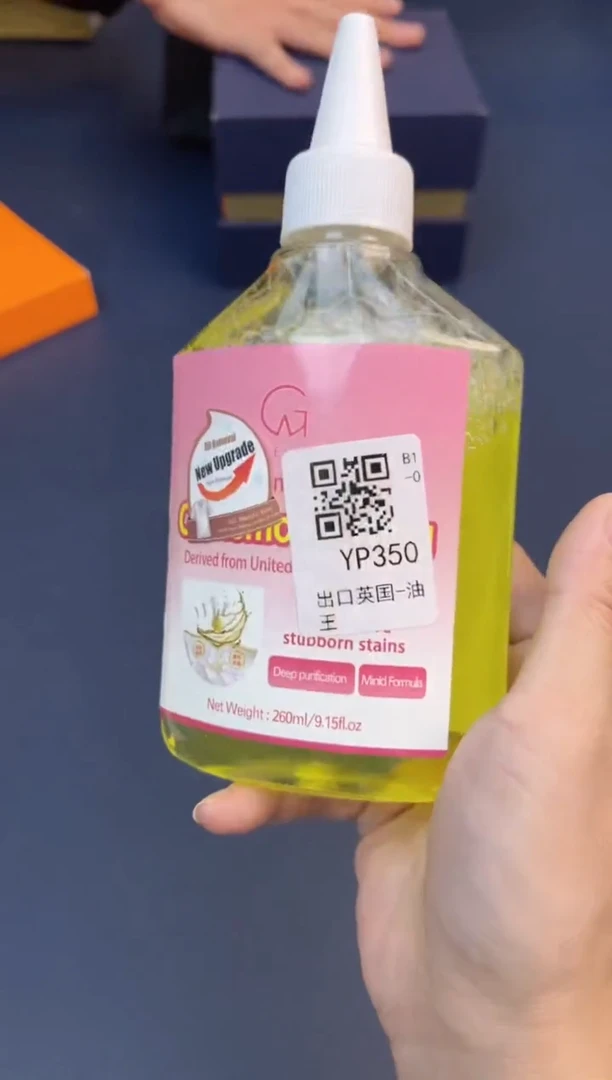 Oil Removal
New Upgrade
B1
-0
YP350
出口英国-油
王
Derived from United
stubborn stains
Deep purification
Minid Formula
Net Weight : 260ml/9.15fl.oz